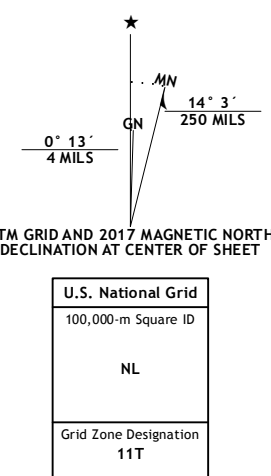 ★
MN
14° 3´
250 MILS
GN
0° 13´
4 MILS
TM GRID AND 2017 MAGNETIC NORTH
DECLINATION AT CENTER OF SHEET
U.S. National Grid
100,000-m Square ID
NL
Grid Zone Designation
11T